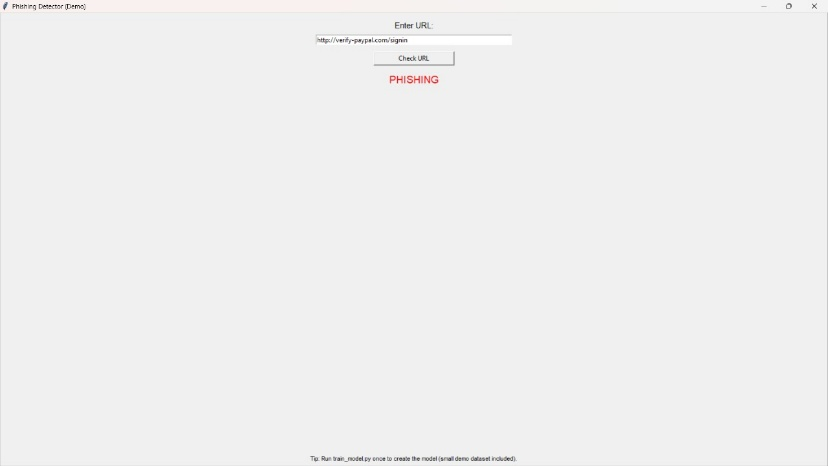 Phishing Detector (Demo)
Enter URL:
http://verify-paypal.com/signin
Check URL
PHISHING
Tip: Run train_model.py once to create the model (small demo dataset included).